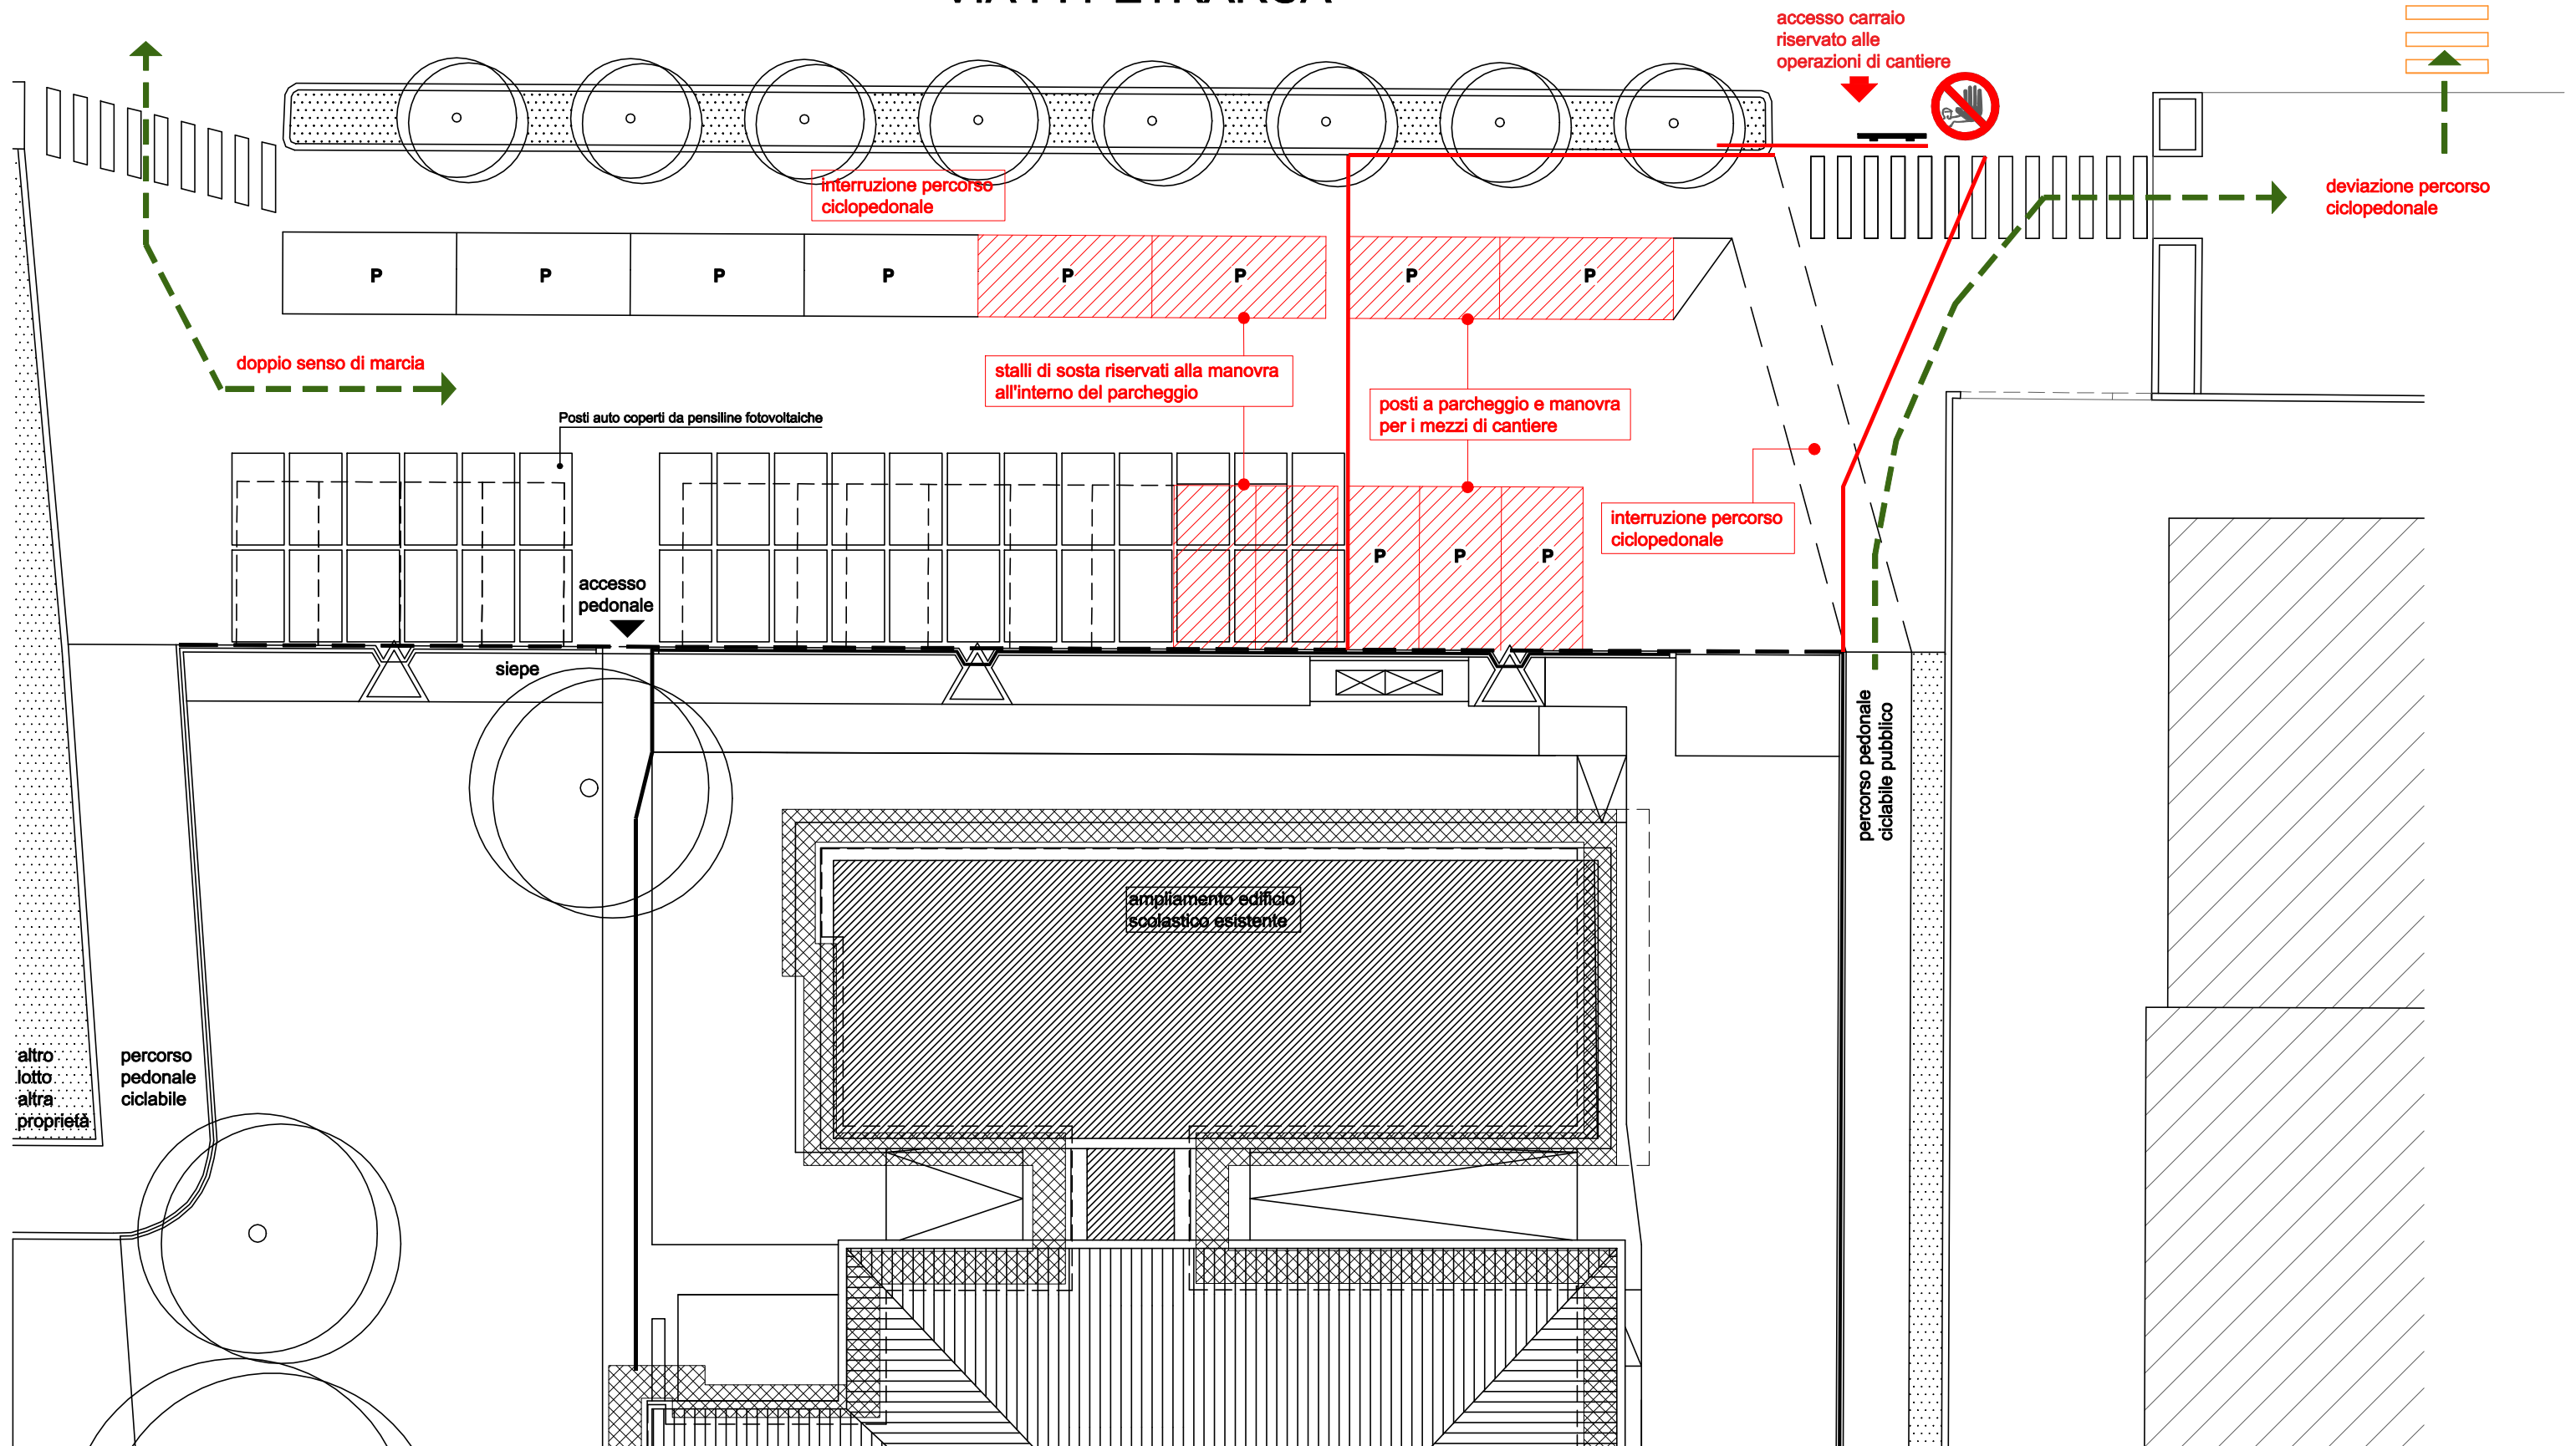 accesso carraio
riservato alle
operazioni di cantiere
interruzione percorso
ciclopedonale
deviazione percorso
ciclopedonale
P
P
P
P
P
P
P
P
doppio senso di marcia
stalli di sosta riservati alla manovra
all'interno del parcheggio
posti a parcheggio e manovra
per i mezzi di cantiere
Posti auto coperti da pensiline fotovoltaiche
interruzione percorso
ciclopedonale
P
P
P
accesso
pedonale
siepe
percorso pedonale
ciclabile pubblico
ampliamento edificio
scolastico esistente
altro
lotto
altra
proprietà
percorso
pedonale
ciclabile